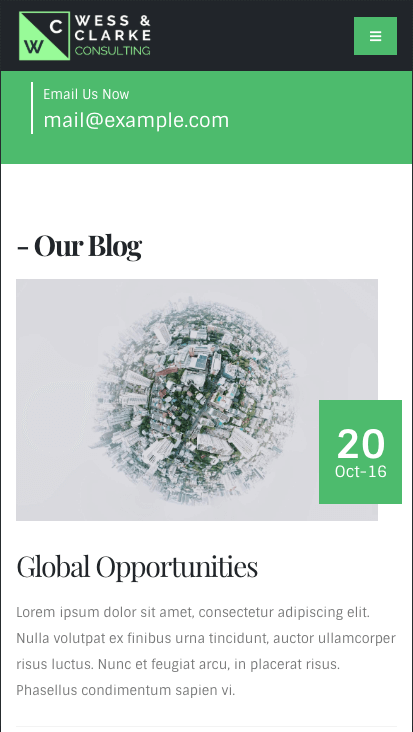 WESS &
CLARKE
CONSULTING
W C
Email Us Now
mail@example.com
- Our Blog
20
Oct-16
Global Opportunities
Lorem ipsum dolor sit amet, consectetur adipiscing elit.
Nulla volutpat ex finibus urna tincidunt, auctor ullamcorper
risus luctus. Nunc et feugiat arcu, in placerat risus.
Phasellus condimentum sapien vi.